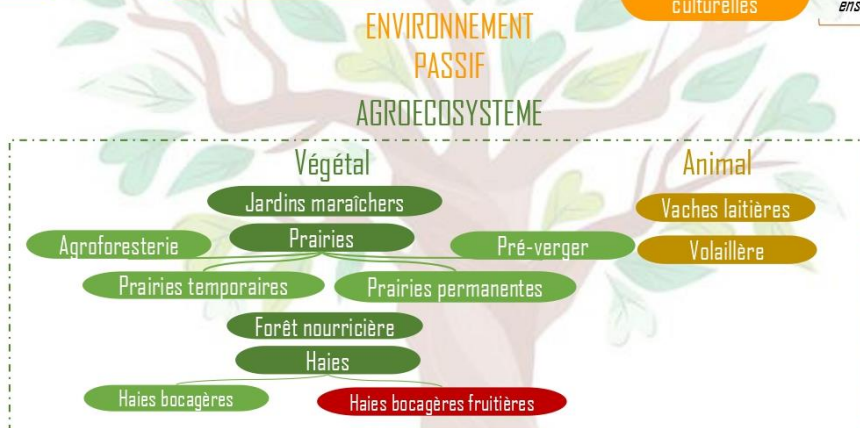 culturelles
ens
ENVIRONNEMENT
PASSIF
AGROECOSYSTEME
Végétal
Animal
Jardins maraîchers
Vaches laitières
Agroforesterie
Prairies
Pré-verger
Volaillère
Prairies temporaires
Prairies permanentes
Forêt nourricière
Haies
Haies bocagères
Haies bocagères fruitières